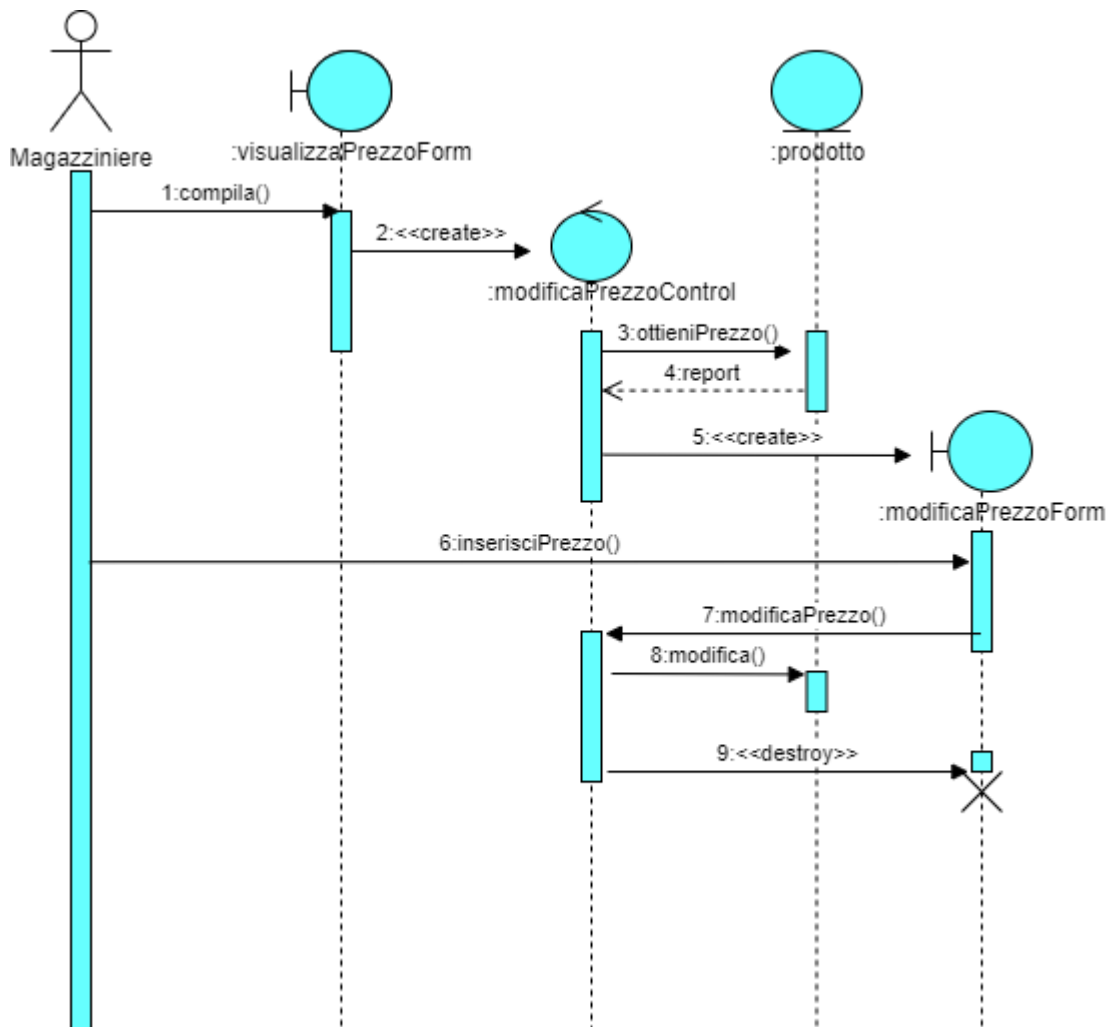 Magazziniere
:visualizzaPrezzoForm
:prodotto
1:compila()
2:<<create>>
:modificaPrezzoControl
3:ottieniPrezzo()
4:report
5:<<create>>
:modificaPrezzoForm
6:inserisciPrezzo()
7:modificaPrezzo()
8:modifica()
9:<<destroy>>